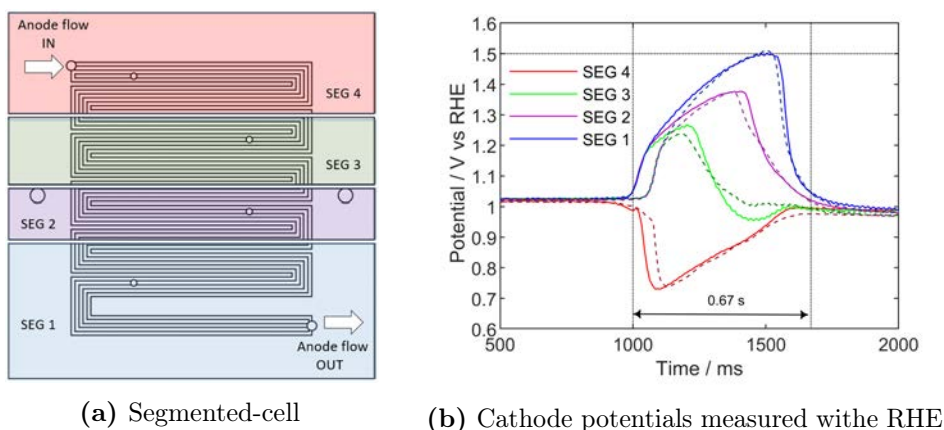 Anode flow
IN
SEG 4
SEG 3
SEG 2
SEG 1
Anode flow
OUT
(a) Segmented-cell
Potential / V vs RHE
1.6
1.5
1.4
1.3
1.2
1.1
1
0.9
0.8
0.7
0.6
SEG 4
SEG 3
SEG 2
SEG 1
0.67 s
500
1000
1500
2000
Time / ms
(b) Cathode potentials measured withe RHE